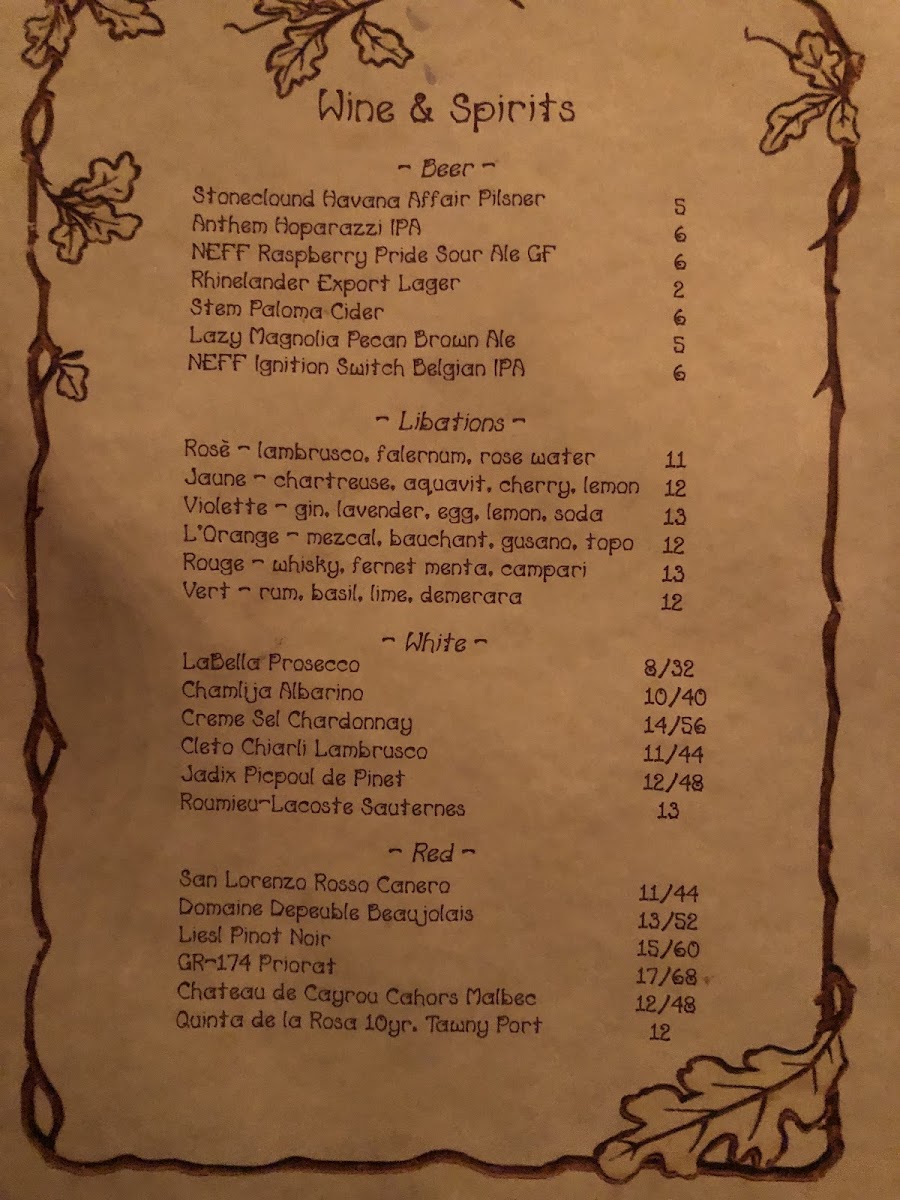 Wine & Spirits
~ Beer ~
Stoneclound Havana Affair Pilsner 5
Anthem Hoparazzi IPA 6
NEFF Raspberry Pride Sour Ale GF 6
Rhinelander Export Lager 2
Stem Paloma Cider 6
Lazy Magnolia Pecan Brown Ale 5
NEFF Ignition Switch Belgian IPA 6
~ Libations ~
Rosè ~ lambrusco, falernum, rose water 11
Jaune ~ chartreuse, aquavit, cherry, lemon 12
Violette ~ gin, lavender, egg, lemon, soda 13
L'Orange ~ mezcal, bauchant, gusano, topo 12
Rouge ~ whisky, fernet menta, campari 13
Vert ~ rum, basil, lime, demerara 12
~ White ~
LaBella Prosecco 8/32
Chamlija Albarino 10/40
Creme Sel Chardonnay 14/56
Cleto Chiarli Lambrusco 11/44
Jadix Picpoul de Pinet 12/48
Roumieu~Lacoste Sauternes 13
~ Red ~
San Lorenzo Rosso Canero 11/44
Domaine Depeuble Beaujolais 13/52
Liesl Pinot Noir 15/60
GR~174 Priorat 17/68
Chateau de Cayrou Cahors Malbec 12/48
Quinta de la Rosa 10yr. Tawny Port 12